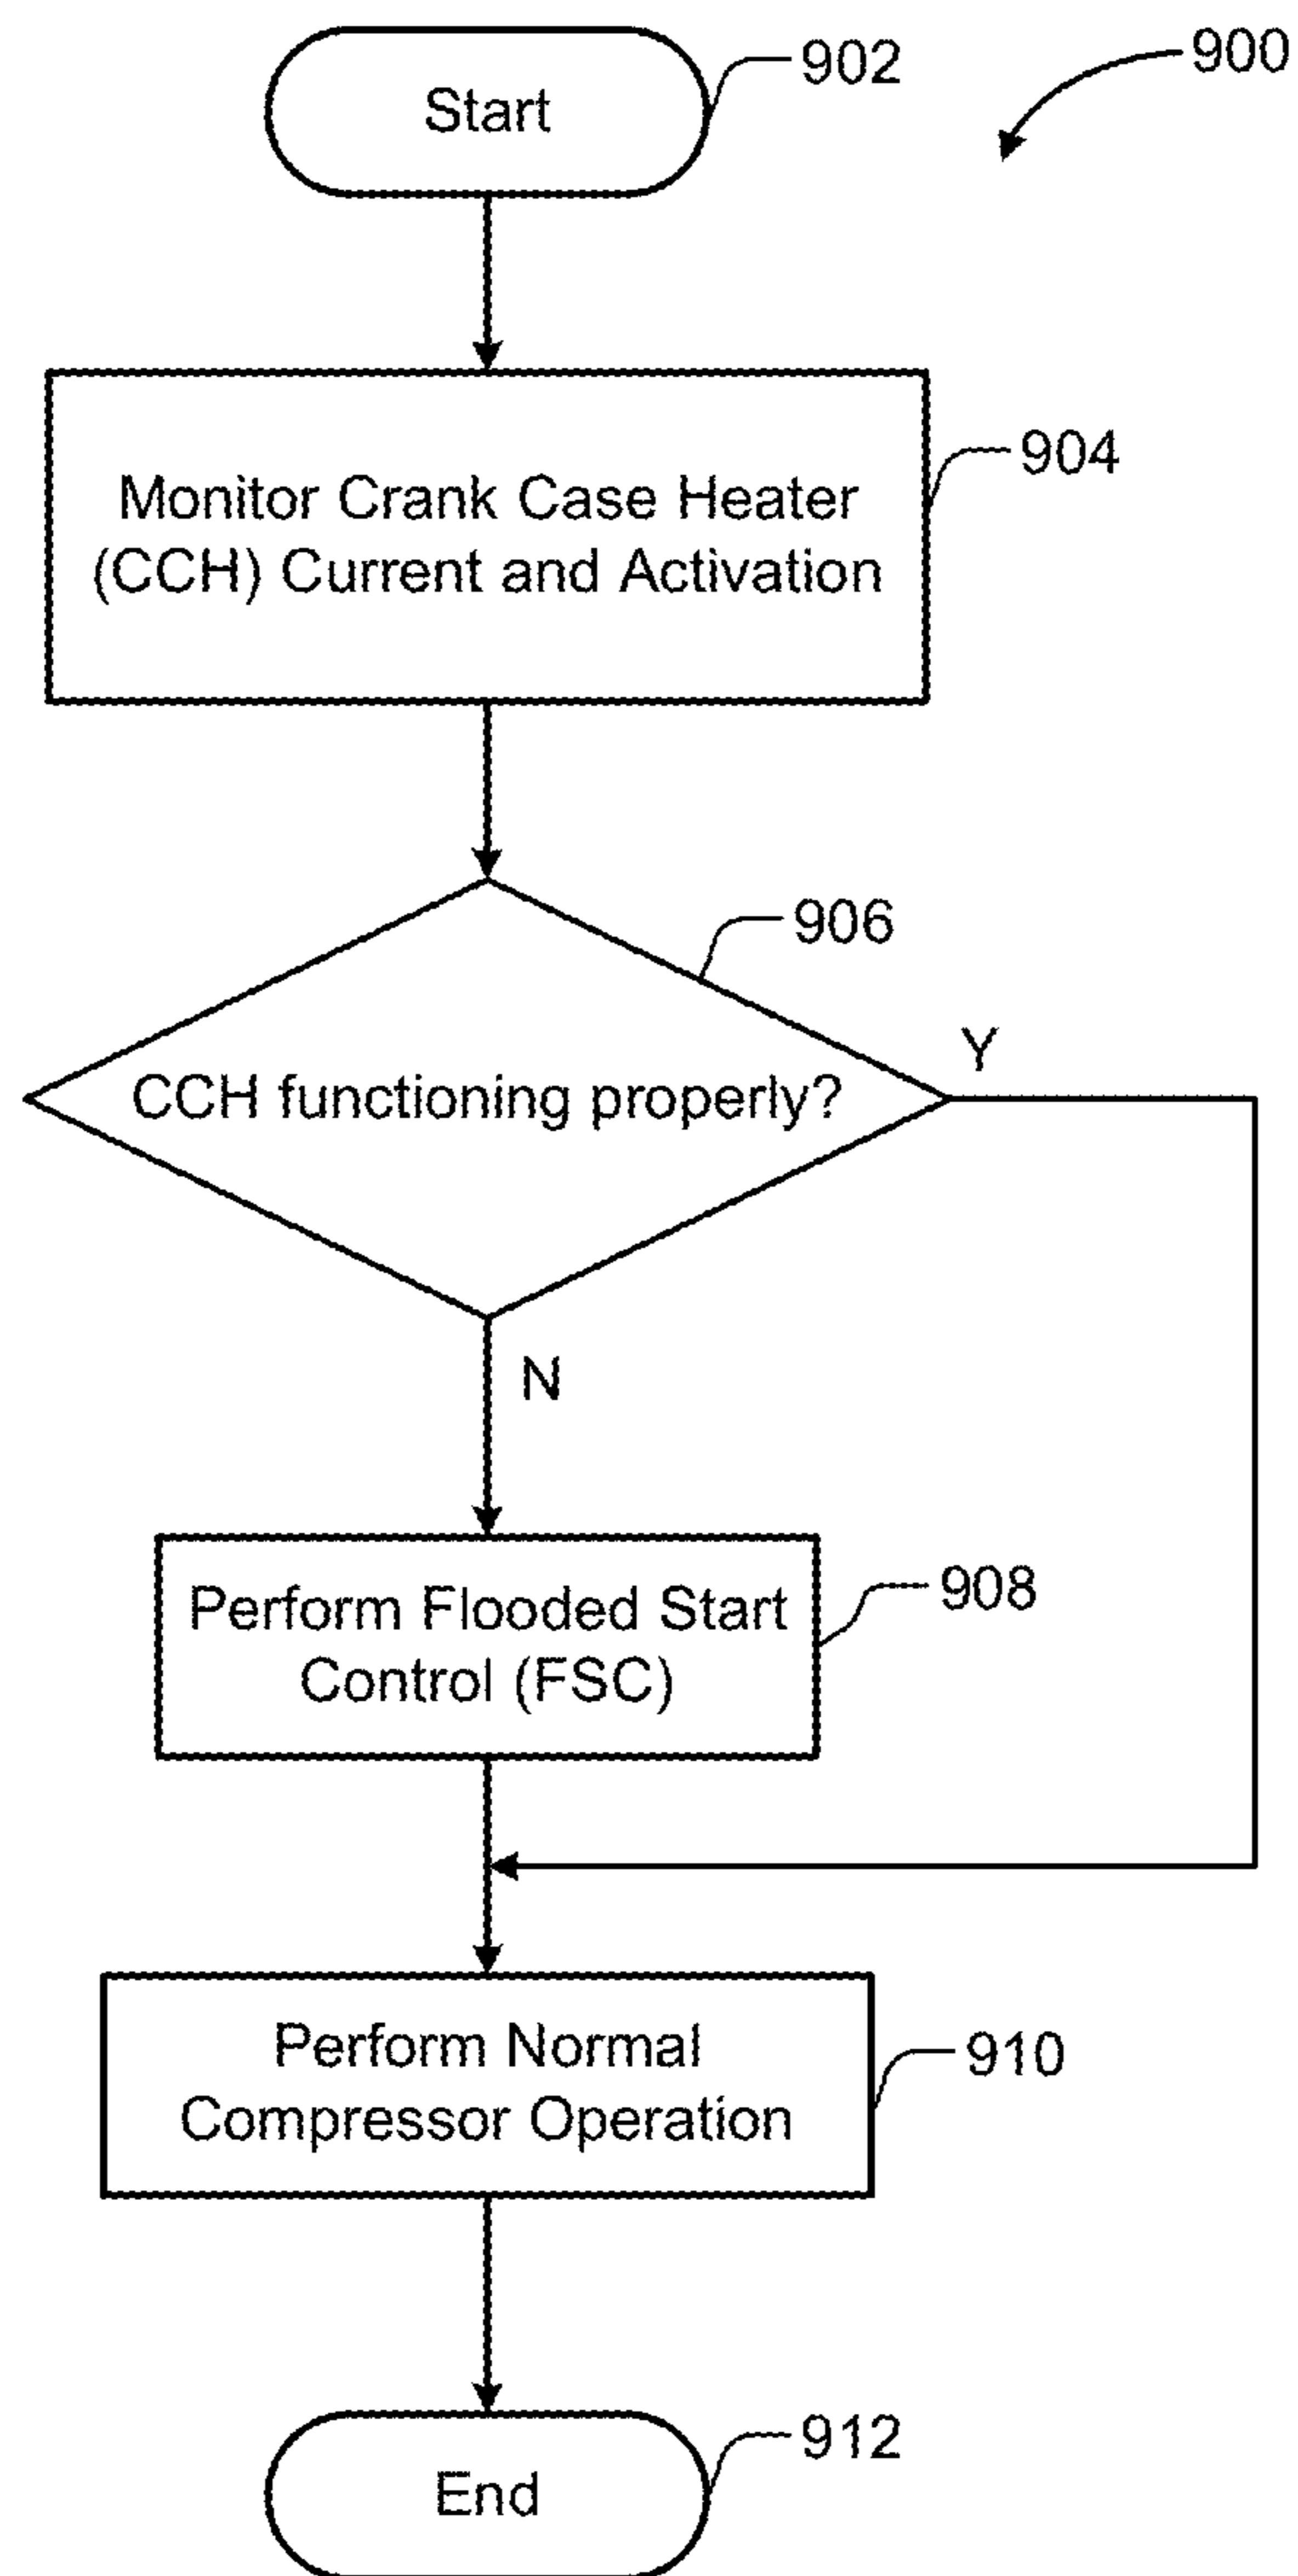 900
Start
902
Monitor Crank Case Heater
(CCH) Current and Activation
904
CCH functioning properly?
906
Y
N
Perform Flooded Start
Control (FSC)
908
Perform Normal
Compressor Operation
910
End
912